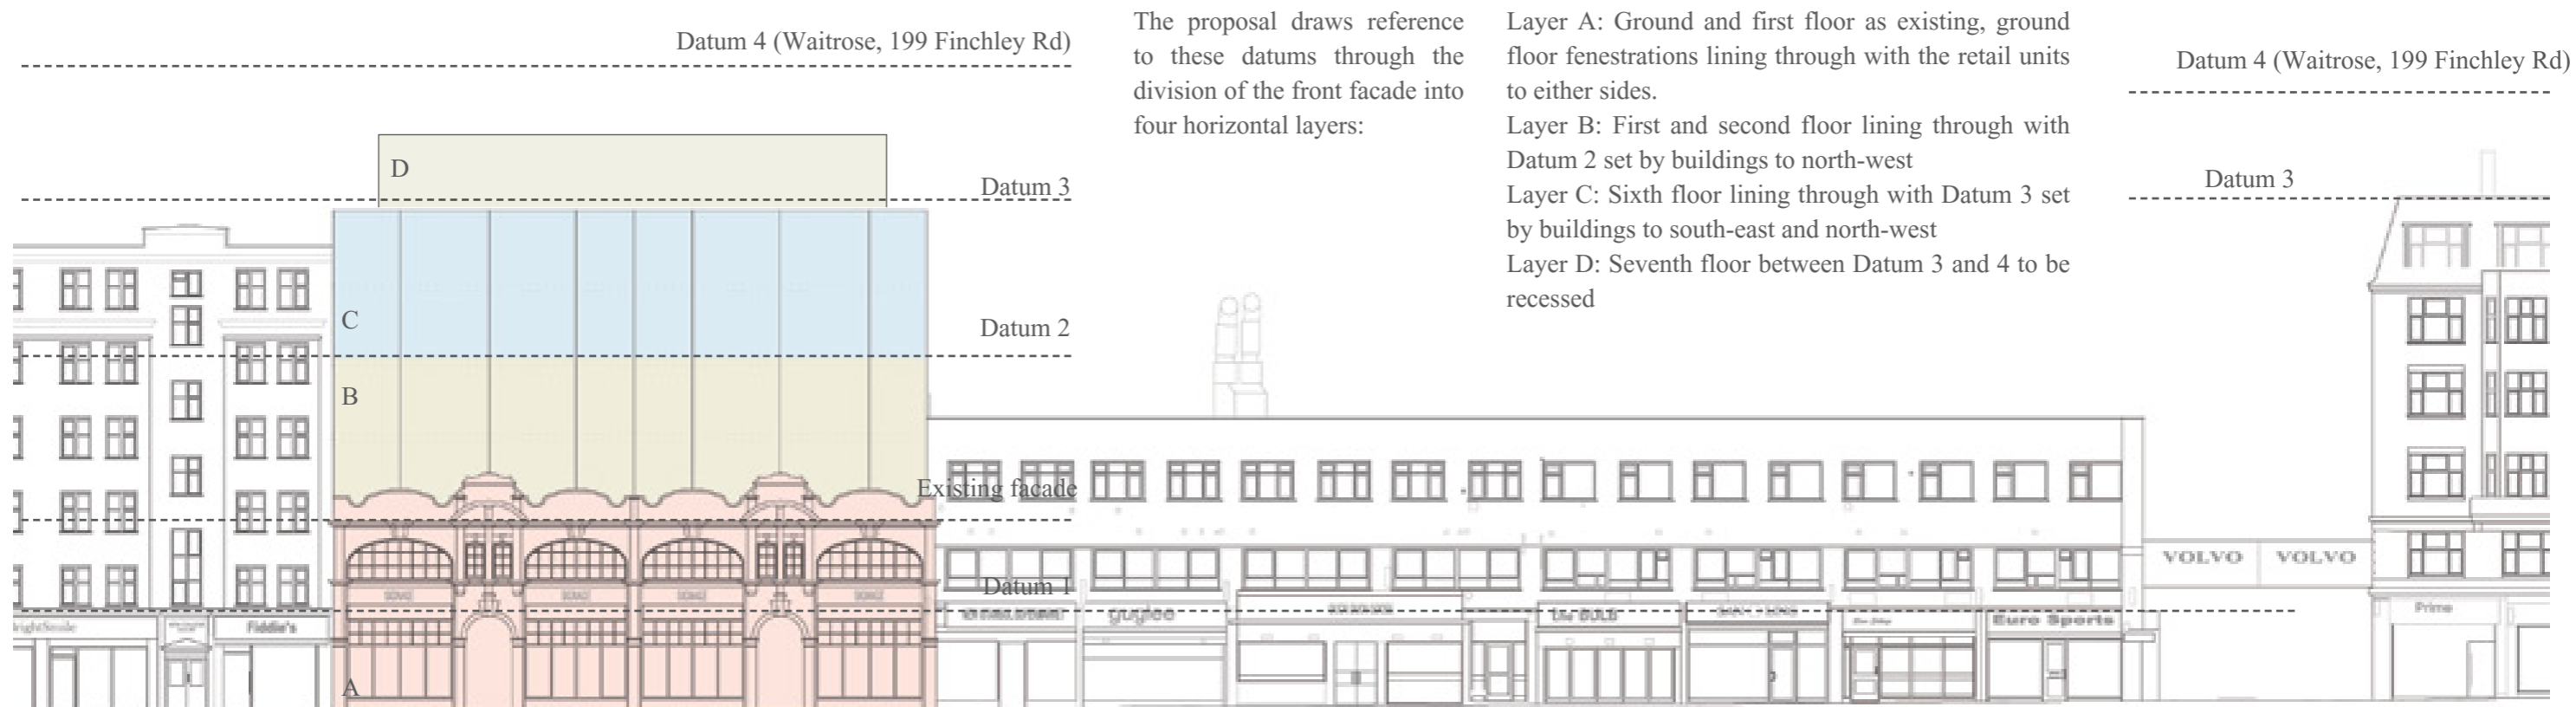 Datum 4 (Waitrose, 199 Finchley Rd)
The proposal draws reference
to these datums through the
division of the front facade into
four horizontal layers:
Layer A: Ground and first floor as existing, ground
floor fenestrations lining through with the retail units
to either sides.
Layer B: First and second floor lining through with
Datum 2 set by buildings to north-west
Layer C: Sixth floor lining through with Datum 3 set
by buildings to south-east and north-west
Layer D: Seventh floor between Datum 3 and 4 to be
recessed
Datum 4 (Waitrose, 199 Finchley Rd)
D
Datum 3
Datum 3
C
Datum 2
B
Existing facade
Datum 1
VOLVO VOLVO
Fiddie's
guglee
the BULB
Euro Sports
Prime
A